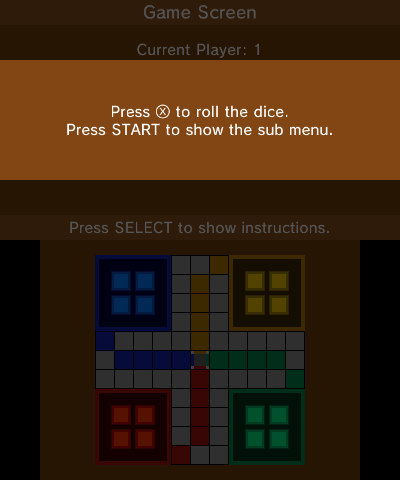 Game Screen
Current Player: 1
Press Ⓧ to roll the dice.
Press START to show the sub menu.
Press SELECT to show instructions.